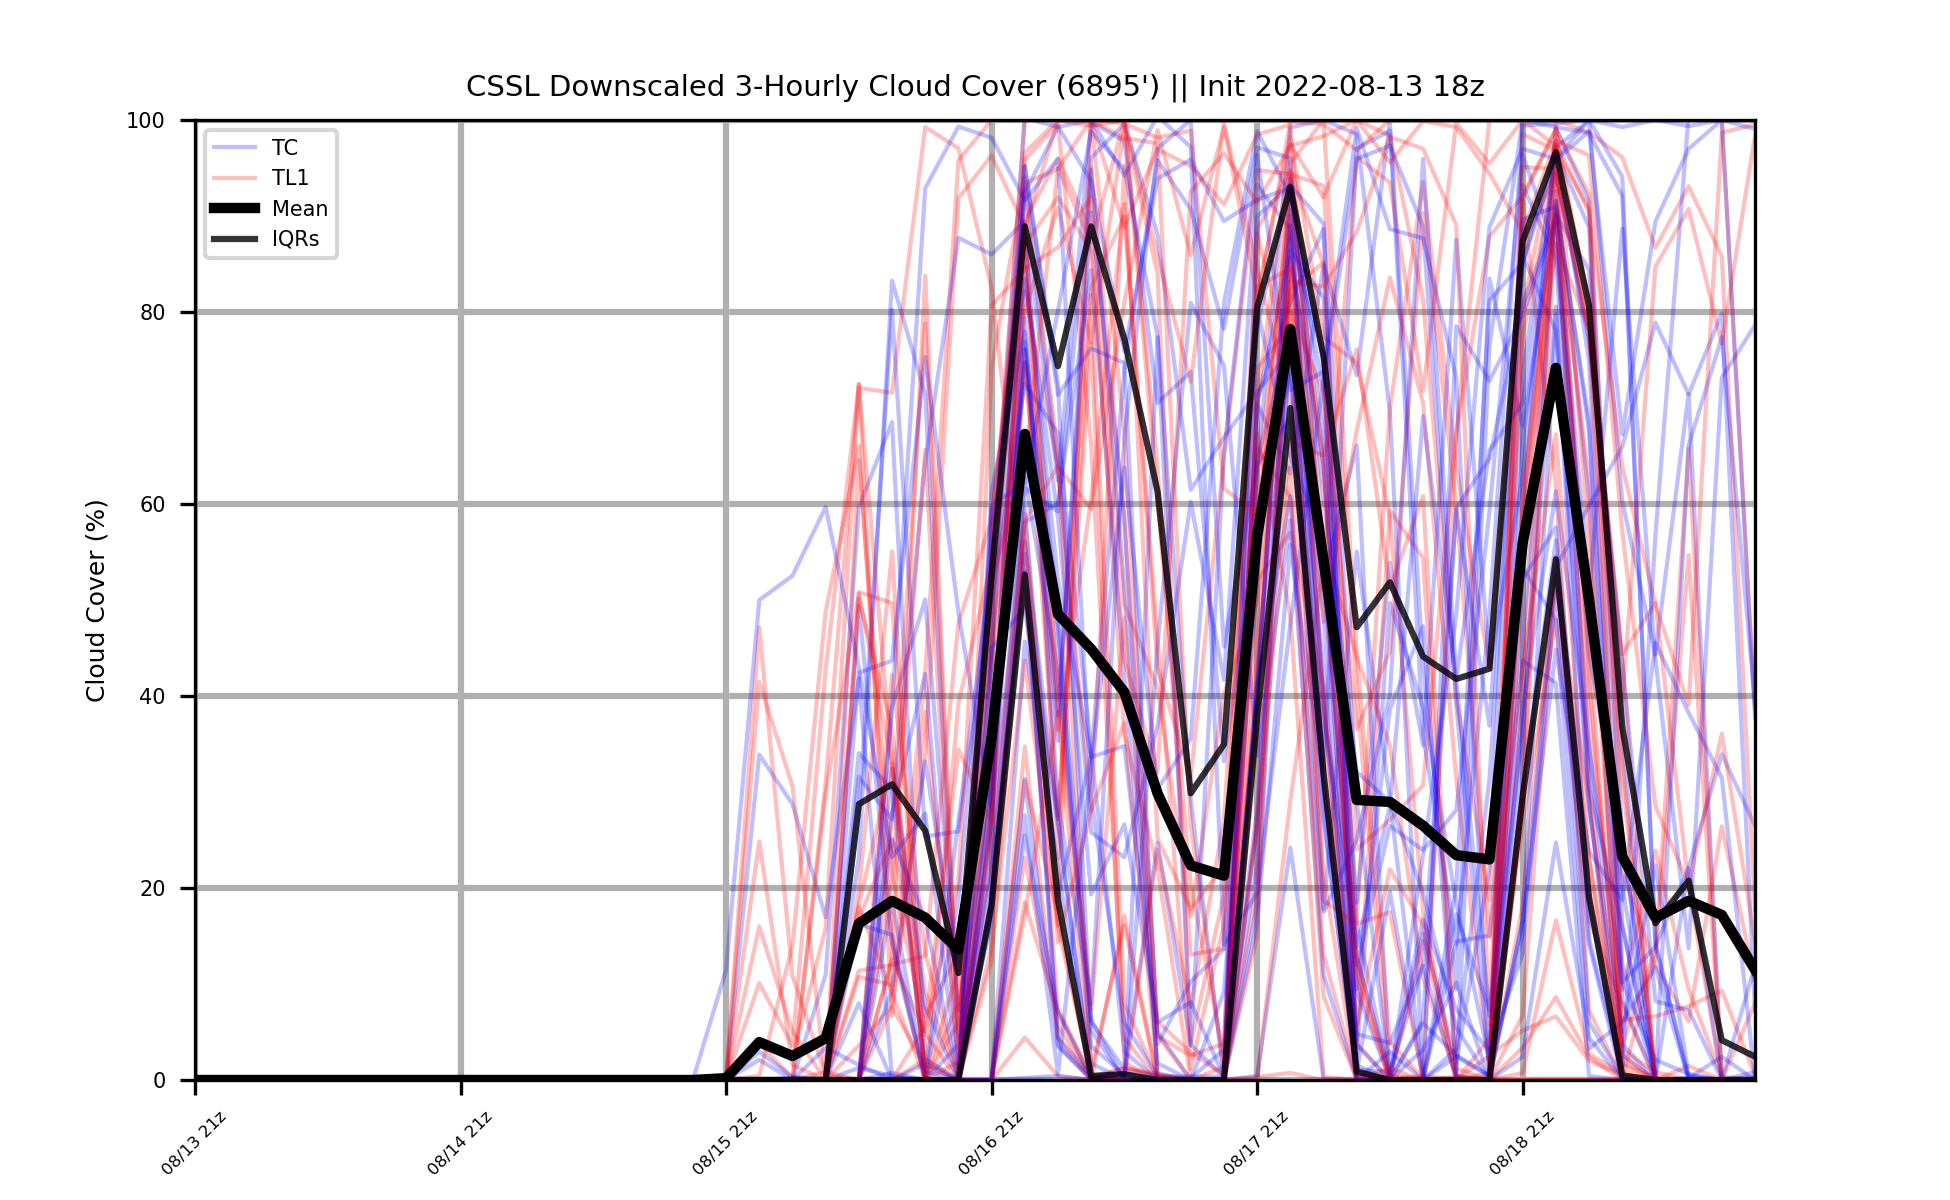 CSSL Downscaled 3-Hourly Cloud Cover (6895') || Init 2022-08-13 18z
TC
TL1
Mean
IQRs
Cloud Cover (%)
100
80
60
40
20
0
08/13 21z
08/14 21z
08/15 21z
08/16 21z
08/17 21z
08/18 21z